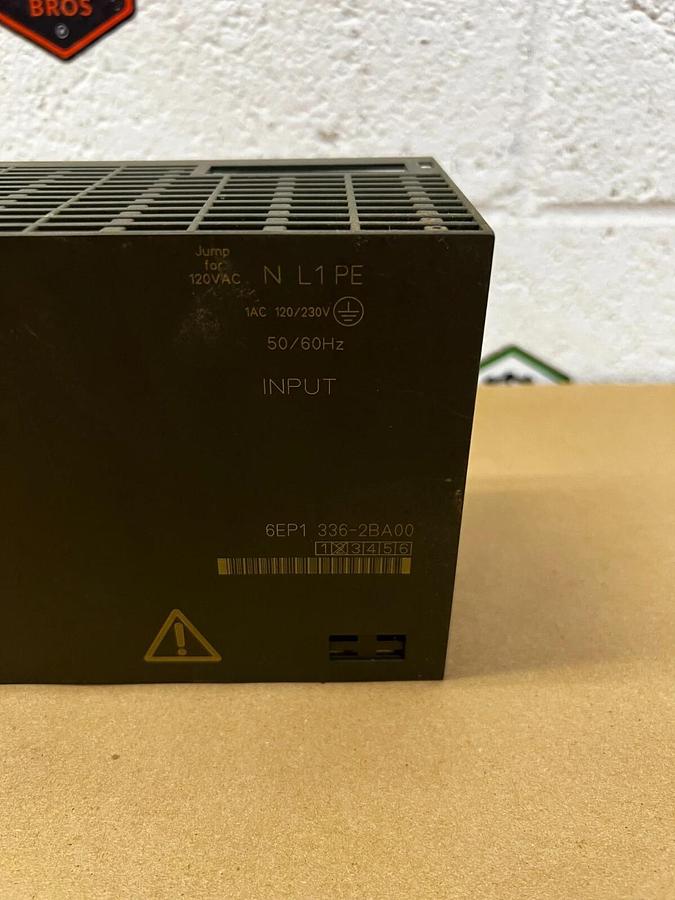 BROS
Jump
for
120VAC
N L1 PE
1AC 120/230V
50/60Hz
INPUT
6EP1 336-2BA00
1 2 3 4 5 6